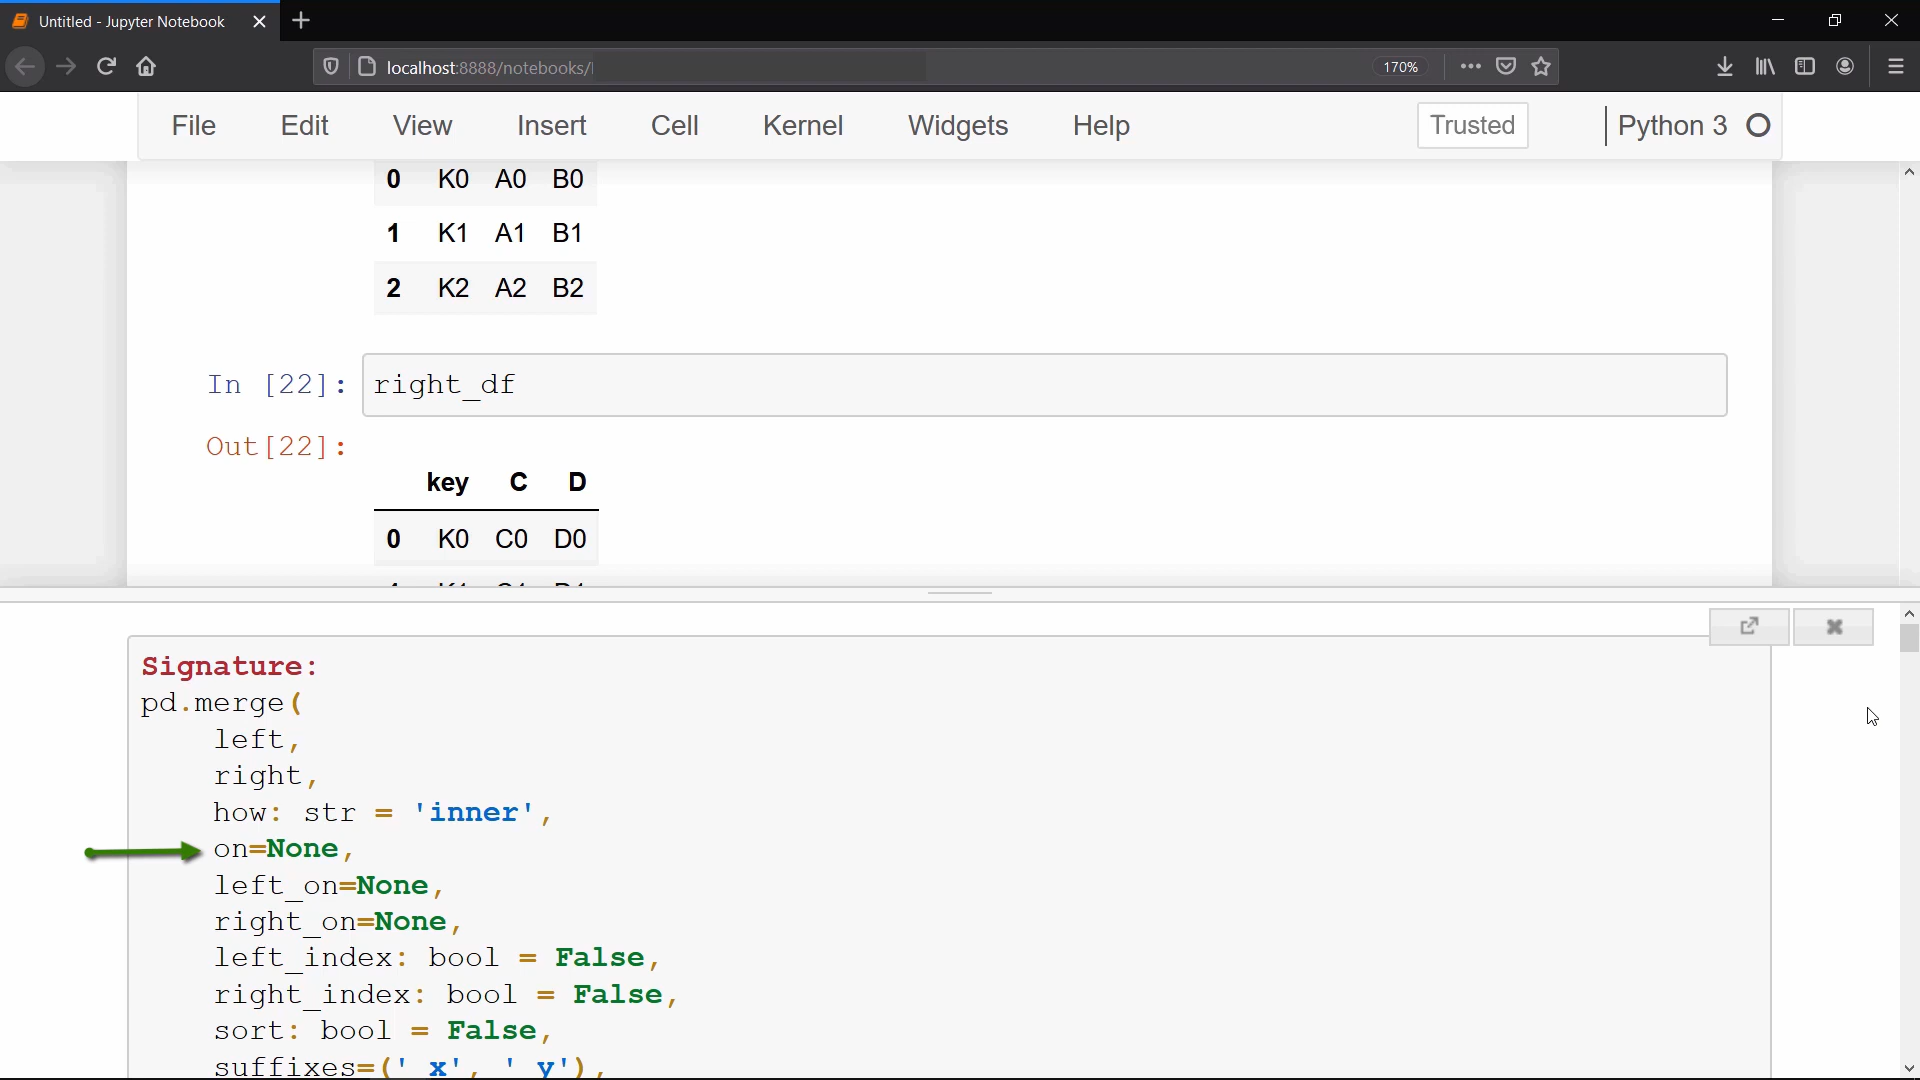 Untitled - Jupyter Notebook
localhost:8888/notebooks/
170%
File Edit View Insert Cell Kernel Widgets Help Trusted Python 3
0 K0 A0 B0
1 K1 A1 B1
2 K2 A2 B2
In [22]: right_df
Out[22]:
key C D
0 K0 C0 D0
Signature:
pd.merge(
left,
right,
how: str = 'inner',
on=None,
left_on=None,
right_on=None,
left_index: bool = False,
right_index: bool = False,
sort: bool = False,
suffixes=('_x', '_y'),